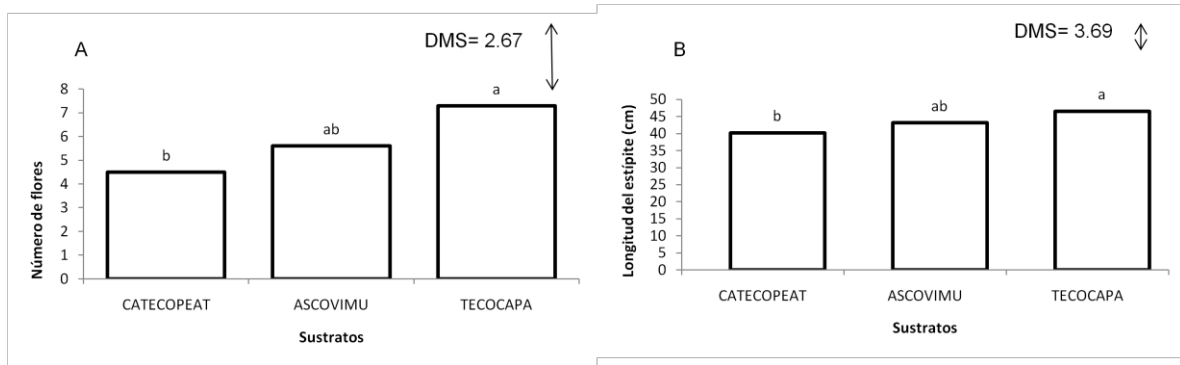 A
DMS= 2.67
Número de flores
8
7
6
5
4
3
2
1
0
b
ab
a
CATECOPEAT ASCOVIMU TECOCAPA
Sustratos
B
DMS= 3.69
Longitud del estípite (cm)
50
45
40
35
30
25
20
15
10
5
0
b
ab
a
CATECOPEAT ASCOVIMU TECOCAPA
Sustratos